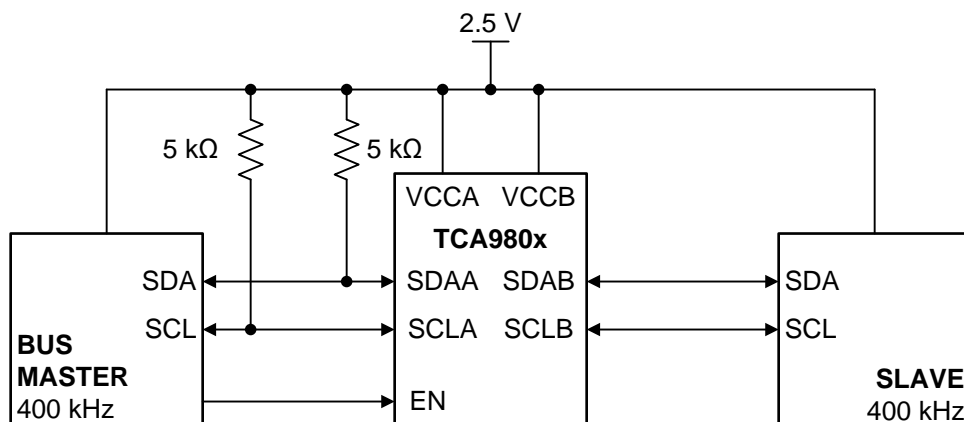 2.5 V
5 kΩ
5 kΩ
VCCA VCCB
TCA980x
SDA
SDAA SDAB
SDA
SCL
SCLA SCLB
SCL
BUS
MASTER
400 kHz
EN
SLAVE
400 kHz